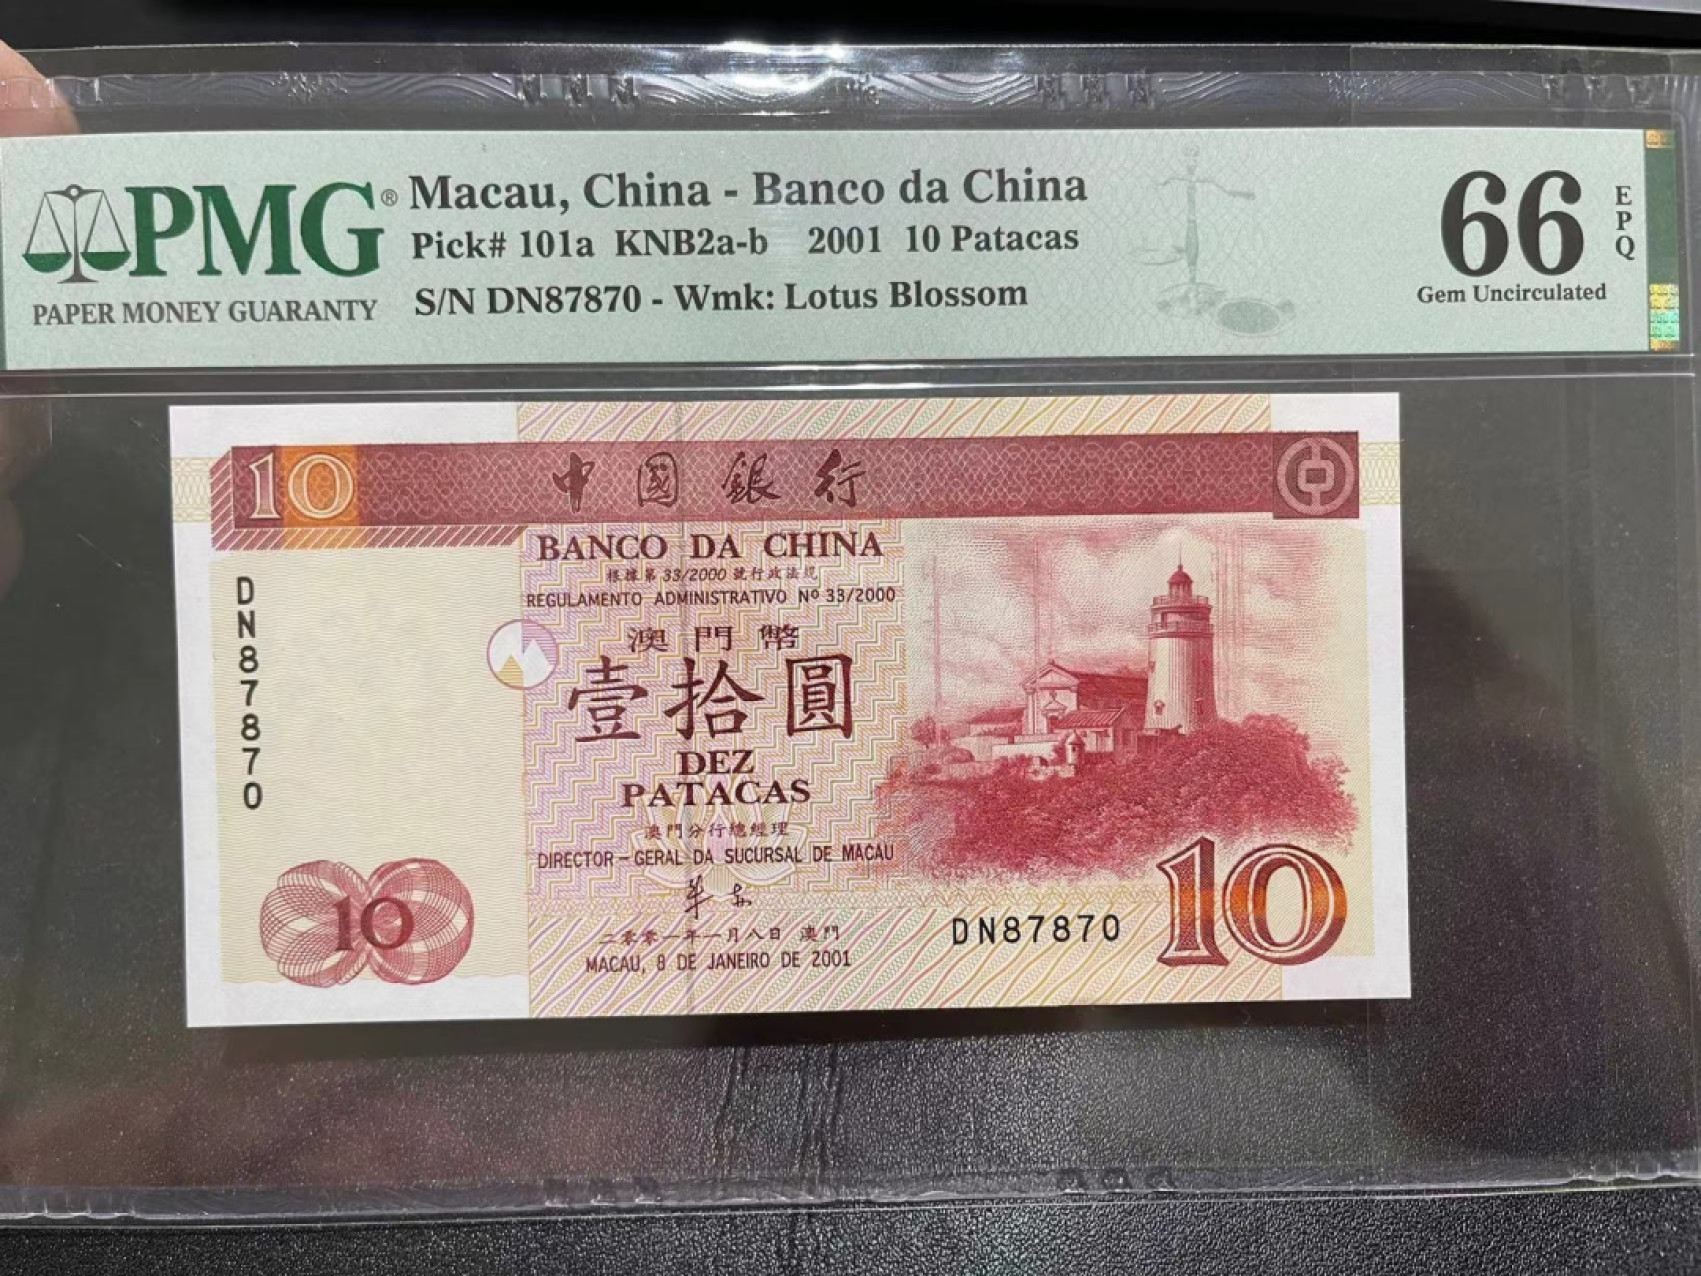 PMG®
PAPER MONEY GUARANTY
Macau, China - Banco da China
Pick# 101a KNB2a-b 2001 10 Patacas
S/N DN87870 - Wmk: Lotus Blossom
66
EPQ
Gem Uncirculated
10
中國銀行
BANCO DA CHINA
根據第33/2000號行政法規
REGULAMENTO ADMINISTRATIVO Nº 33/2000
DN87870
澳門幣
壹拾圓
DEZ
PATACAS
澳門分行總經理
DIRECTOR-GERAL DA SUCURSAL DE MACAU
二零零一年一月八日 澳門
MACAU, 8 DE JANEIRO DE 2001
10
DN87870
10